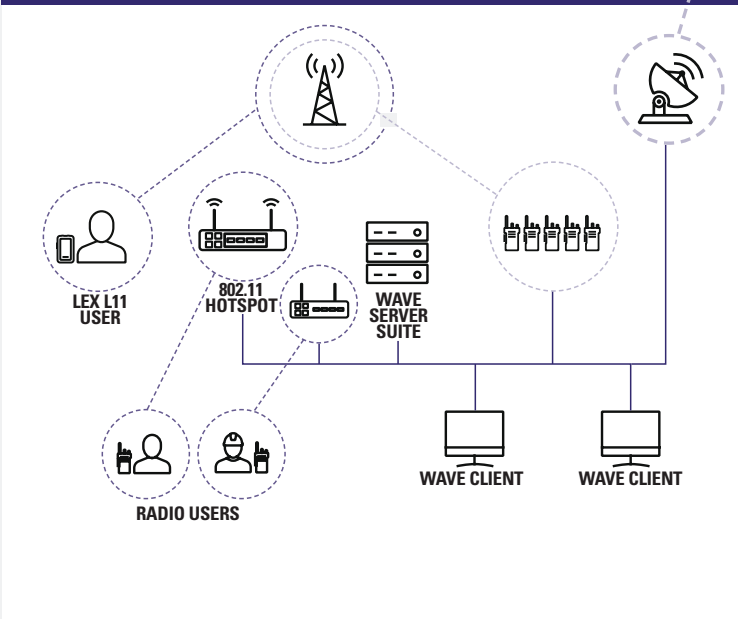 LEX L11
USER
802.11
HOTSPOT
WAVE
SERVER
SUITE
RADIO USERS
WAVE CLIENT
WAVE CLIENT